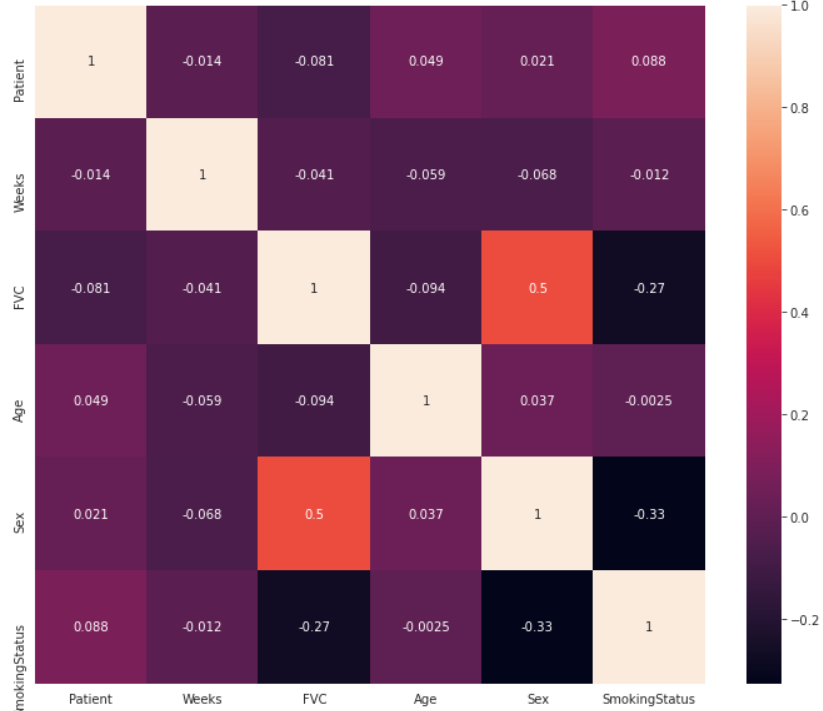 Patient 1 -0.014 -0.081 0.049 0.021 0.088
Weeks -0.014 1 -0.041 -0.059 -0.068 -0.012
FVC -0.081 -0.041 1 -0.094 0.5 -0.27
Age 0.049 -0.059 -0.094 1 0.037 -0.0025
Sex 0.021 -0.068 0.5 0.037 1 -0.33
mokingStatus 0.088 -0.012 -0.27 -0.0025 -0.33 1
Patient Weeks FVC Age Sex SmokingStatus
1.0
0.8
0.6
0.4
0.2
0.0
−0.2